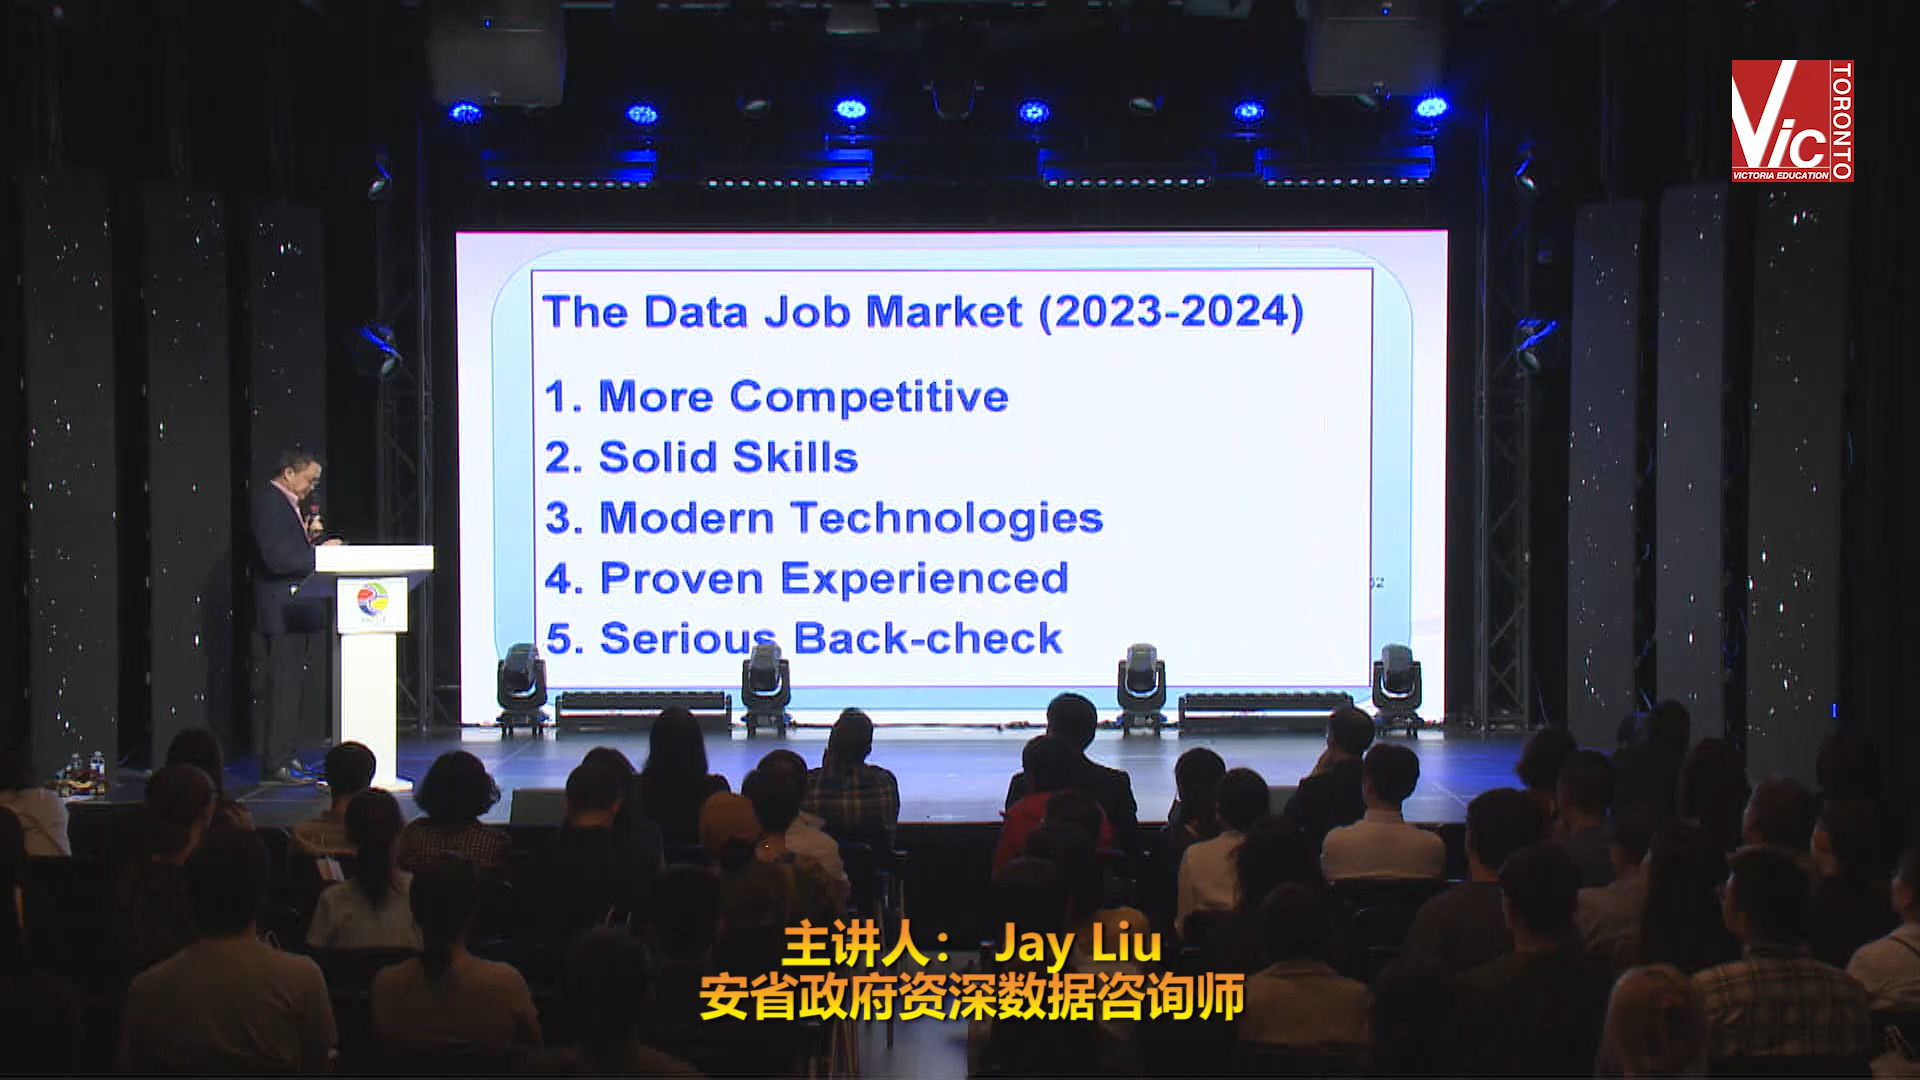 Vic
TORONTO
VICTORIA EDUCATION
The Data Job Market (2023-2024)
1. More Competitive
2. Solid Skills
3. Modern Technologies
4. Proven Experienced
5. Serious Back-check
主讲人： Jay Liu
安省政府资深数据咨询师